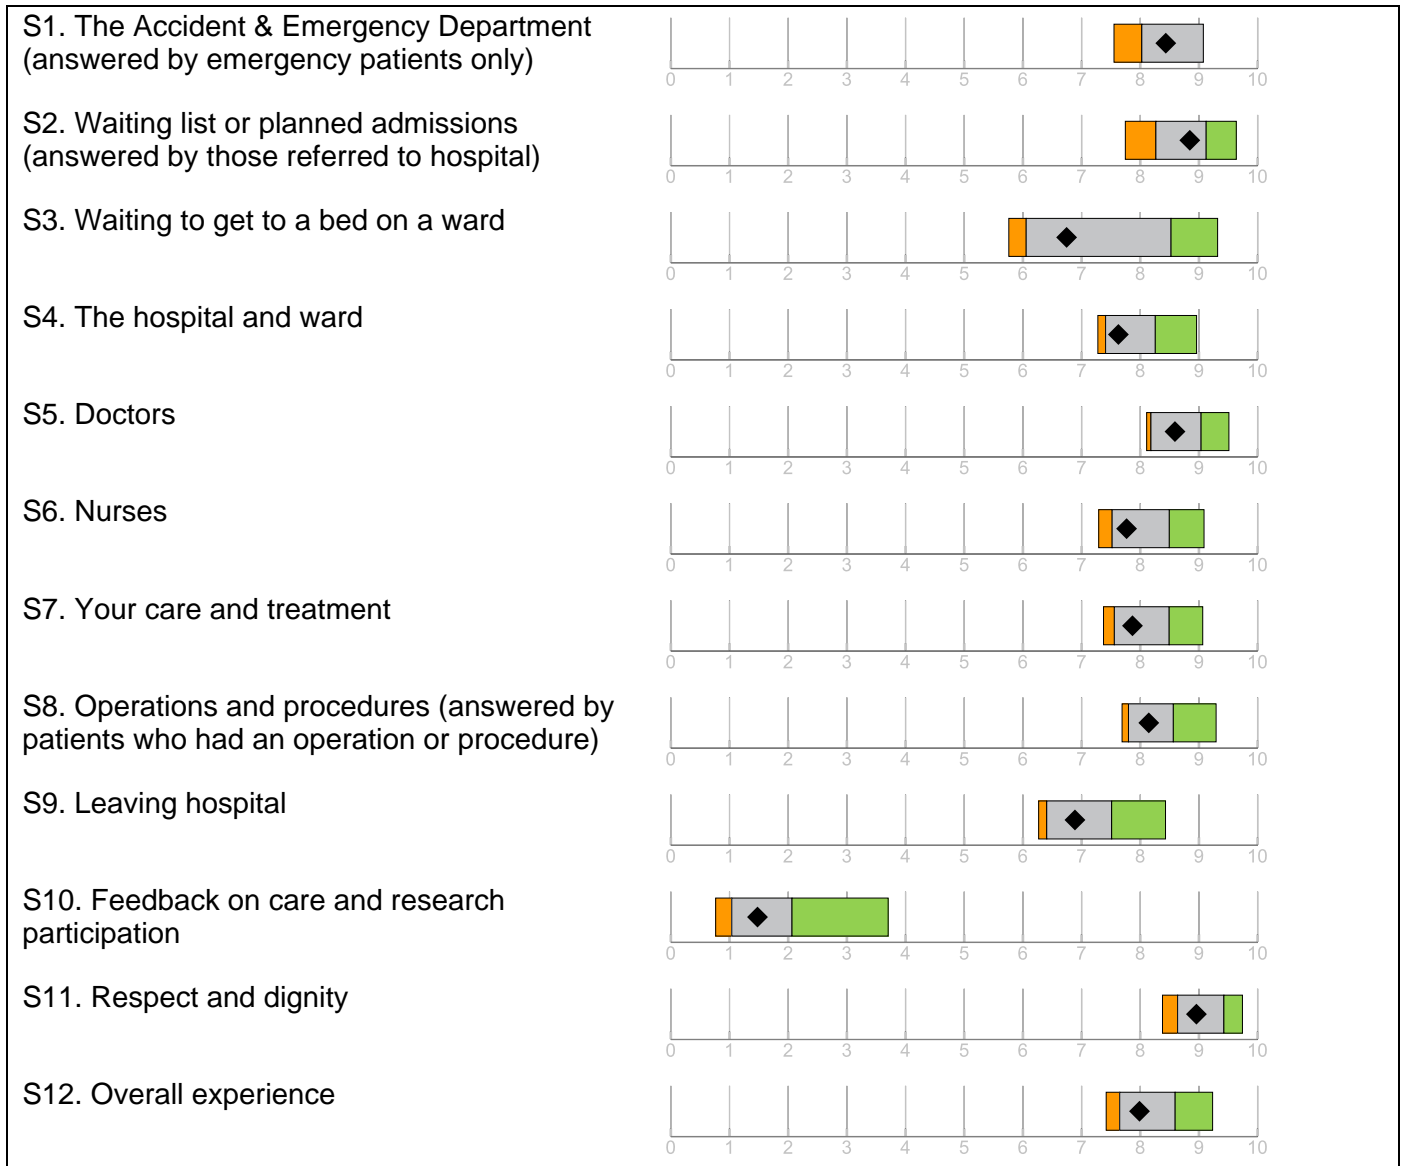 S1. The Accident & Emergency Department
(answered by emergency patients only)
0 1 2 3 4 5 6 7 8 9 10
S2. Waiting list or planned admissions
(answered by those referred to hospital)
0 1 2 3 4 5 6 7 8 9 10
S3. Waiting to get to a bed on a ward
0 1 2 3 4 5 6 7 8 9 10
S4. The hospital and ward
0 1 2 3 4 5 6 7 8 9 10
S5. Doctors
0 1 2 3 4 5 6 7 8 9 10
S6. Nurses
0 1 2 3 4 5 6 7 8 9 10
S7. Your care and treatment
0 1 2 3 4 5 6 7 8 9 10
S8. Operations and procedures (answered by
patients who had an operation or procedure)
0 1 2 3 4 5 6 7 8 9 10
S9. Leaving hospital
0 1 2 3 4 5 6 7 8 9 10
S10. Feedback on care and research
participation
0 1 2 3 4 5 6 7 8 9 10
S11. Respect and dignity
0 1 2 3 4 5 6 7 8 9 10
S12. Overall experience
0 1 2 3 4 5 6 7 8 9 10